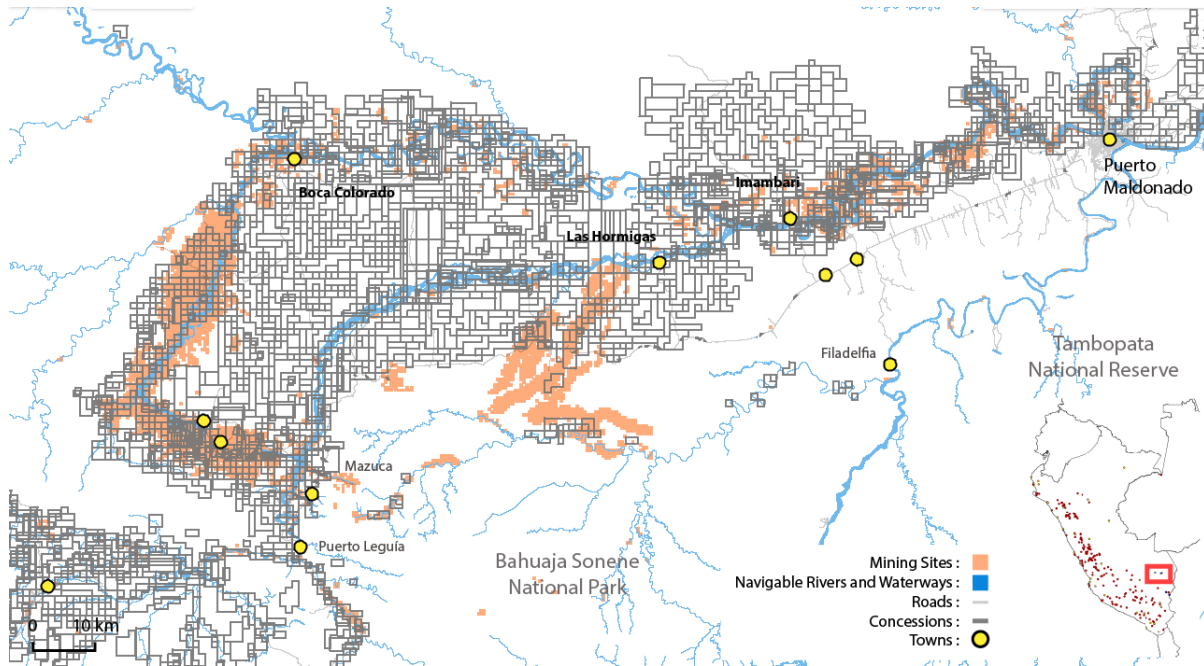 Puerto
Maldonado
Imambari
Boca Colorado
Las Hormigas
Filadelfia
Tambopata
National Reserve
Mazuca
Puerto Leguía
Bahuaja Sonene
National Park
Mining Sites :
Navigable Rivers and Waterways :
Roads :
Concessions :
Towns :
0 10 km